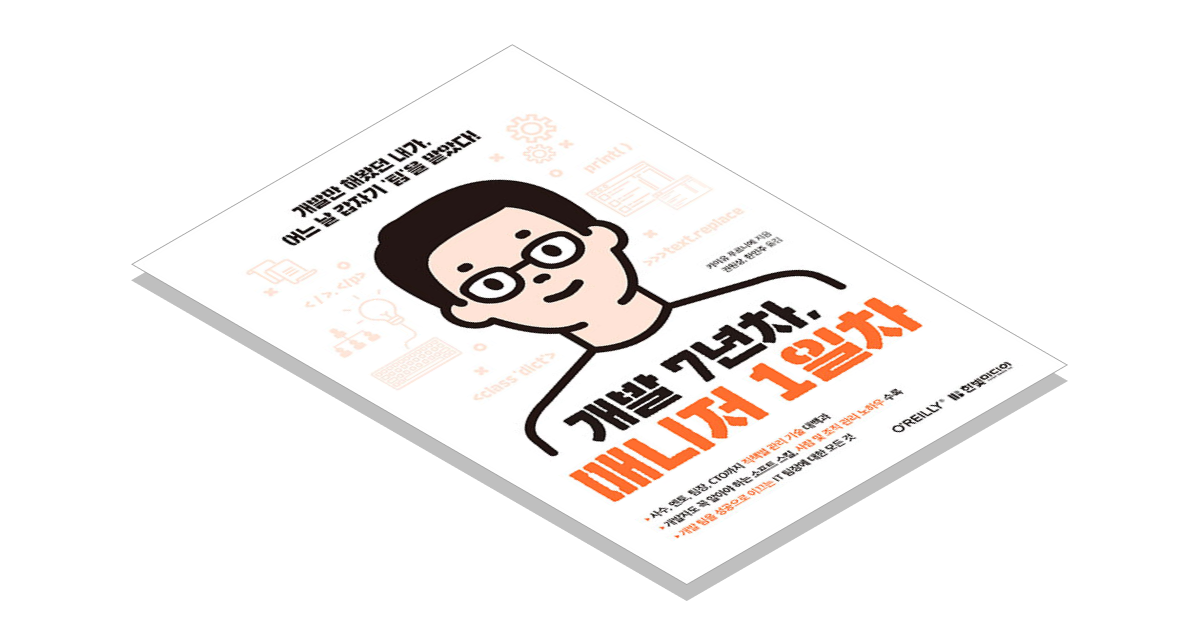 개발만 해왔던 내가,
어느 날 갑자기 '팀'을 맡았다!
print( )
>>>text.replace
카미유 푸르니에 지음
권원상, 한민주 옮김
</>.</p>
<class 'dict'>
개발 7년차,
매니저 1일차
▸ 사수, 멘토, 팀장, CTO까지 직책별 관리 기술 대백과
▸ 개발자도 꼭 알아야 하는 소프트 스킬, 사람 및 조직 관리 노하우 수록
▸ 개발 팀을 성공으로 이끄는 IT 팀장에 대한 모든 것
O'REILLY® 한빛미디어